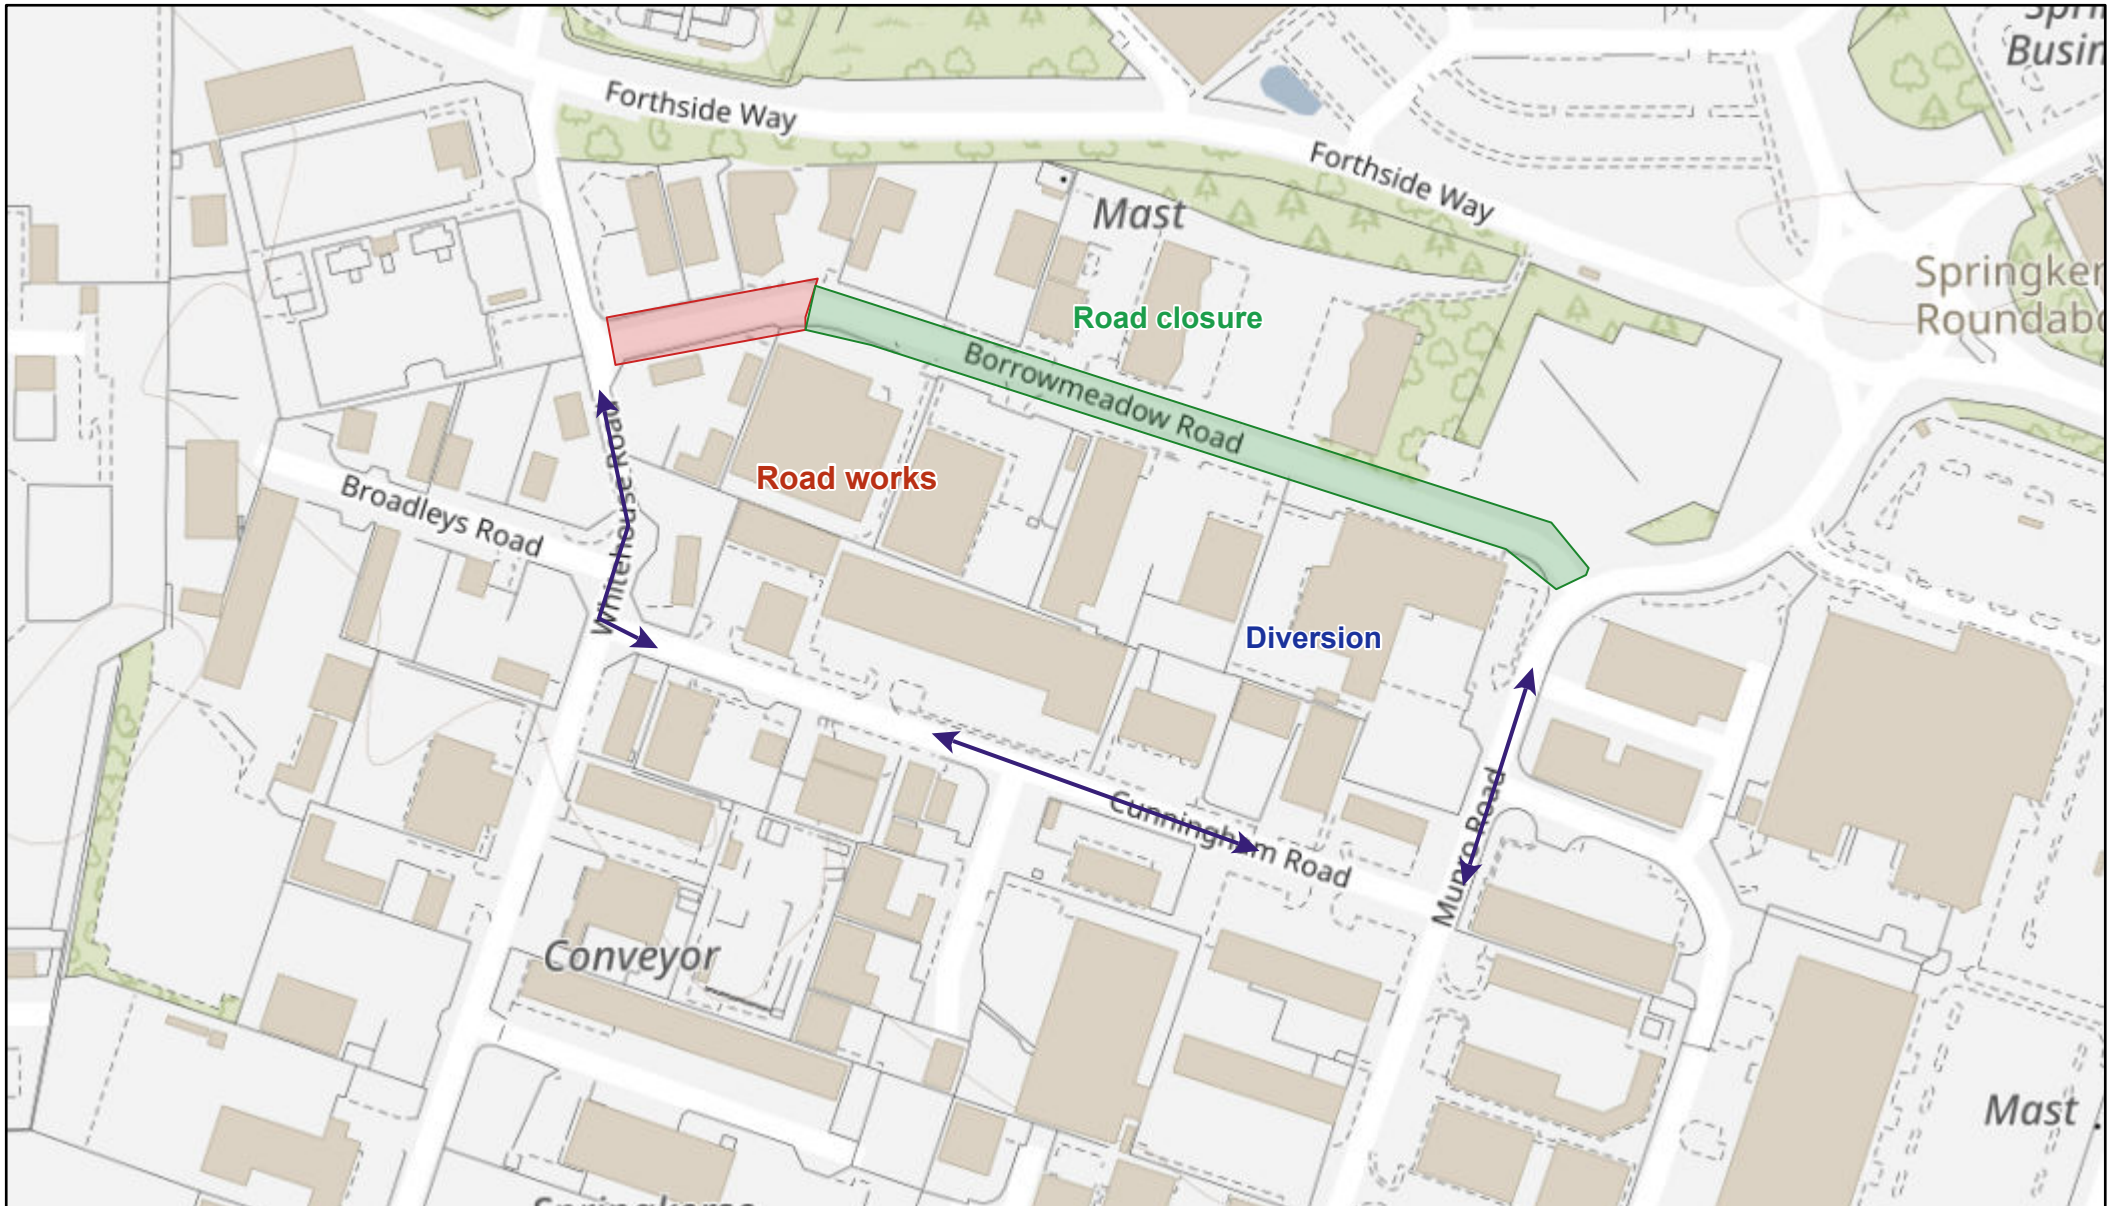 Busin
Forthside Way
Forthside Way
Mast
Springker
Roundabo
Road closure
Borrowmeadow Road
Road works
Broadleys Road
Whitehouse Road
Diversion
Cunningham Road
Munro Road
Conveyor
Mast